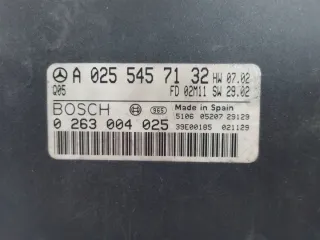 A 025 545 71 32 HW 07.02
Q05 FD 02M11 SW 29.02
BOSCH 965 Made in Spain
5106 05207 29129
0 263 004 025 39E00185 021129